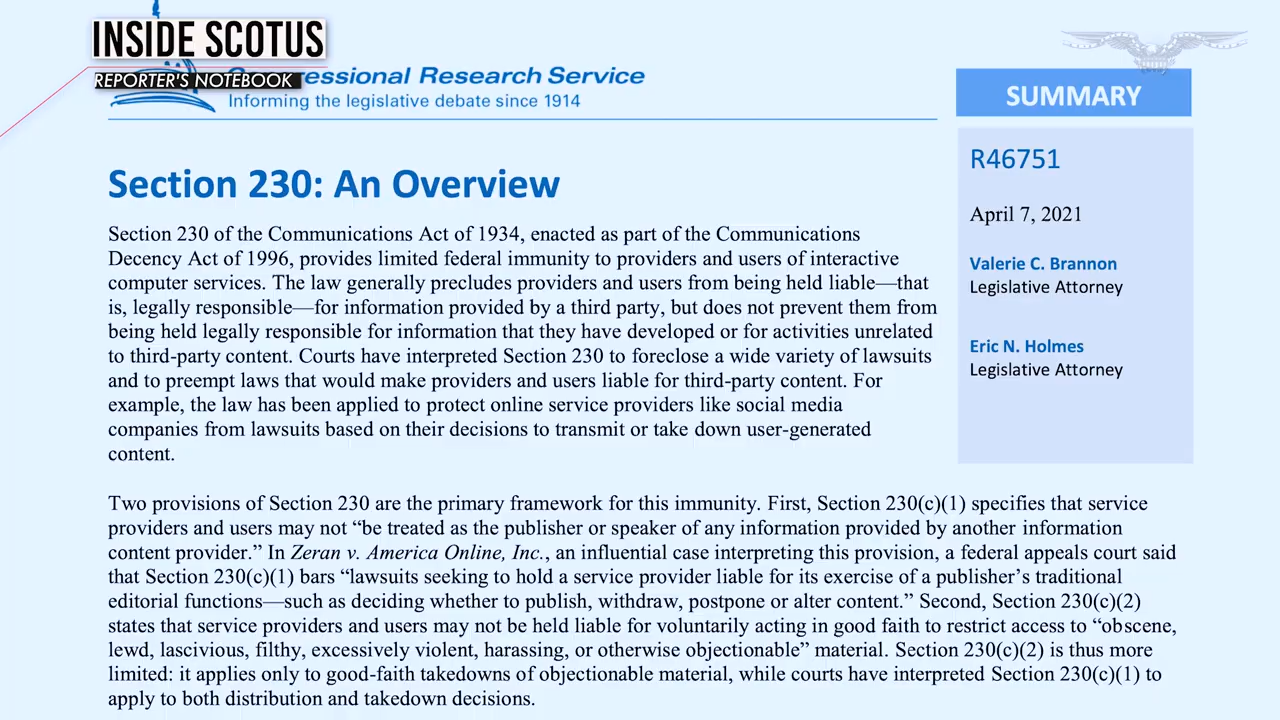 INSIDE SCOTUS
REPORTER'S NOTEBOOK
essional Research Service
Informing the legislative debate since 1914
SUMMARY
R46751
April 7, 2021
Valerie C. Brannon
Legislative Attorney
Eric N. Holmes
Legislative Attorney
Section 230: An Overview
Section 230 of the Communications Act of 1934, enacted as part of the Communications
Decency Act of 1996, provides limited federal immunity to providers and users of interactive
computer services. The law generally precludes providers and users from being held liable—that
is, legally responsible—for information provided by a third party, but does not prevent them from
being held legally responsible for information that they have developed or for activities unrelated
to third-party content. Courts have interpreted Section 230 to foreclose a wide variety of lawsuits
and to preempt laws that would make providers and users liable for third-party content. For
example, the law has been applied to protect online service providers like social media
companies from lawsuits based on their decisions to transmit or take down user-generated
content.
Two provisions of Section 230 are the primary framework for this immunity. First, Section 230(c)(1) specifies that service
providers and users may not “be treated as the publisher or speaker of any information provided by another information
content provider.” In Zeran v. America Online, Inc., an influential case interpreting this provision, a federal appeals court said
that Section 230(c)(1) bars “lawsuits seeking to hold a service provider liable for its exercise of a publisher’s traditional
editorial functions—such as deciding whether to publish, withdraw, postpone or alter content.” Second, Section 230(c)(2)
states that service providers and users may not be held liable for voluntarily acting in good faith to restrict access to “obscene,
lewd, lascivious, filthy, excessively violent, harassing, or otherwise objectionable” material. Section 230(c)(2) is thus more
limited: it applies only to good-faith takedowns of objectionable material, while courts have interpreted Section 230(c)(1) to
apply to both distribution and takedown decisions.